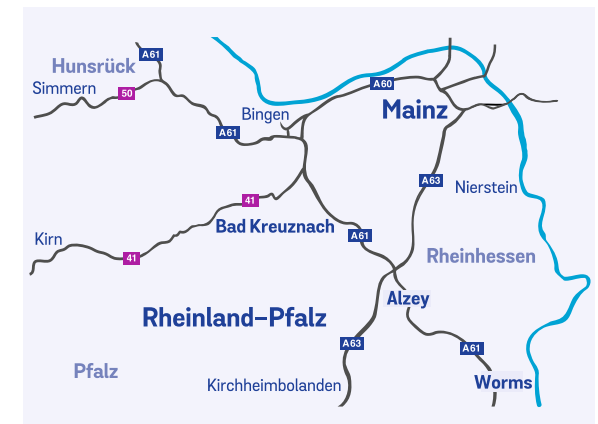 A61
Hunsrück
Simmern
50
A60
Bingen
Mainz
A61
A63
Nierstein
41
Bad Kreuznach
A61
Kirn
41
Rheinhessen
Alzey
Rheinland–Pfalz
A63
A61
Pfalz
Kirchheimbolanden
Worms